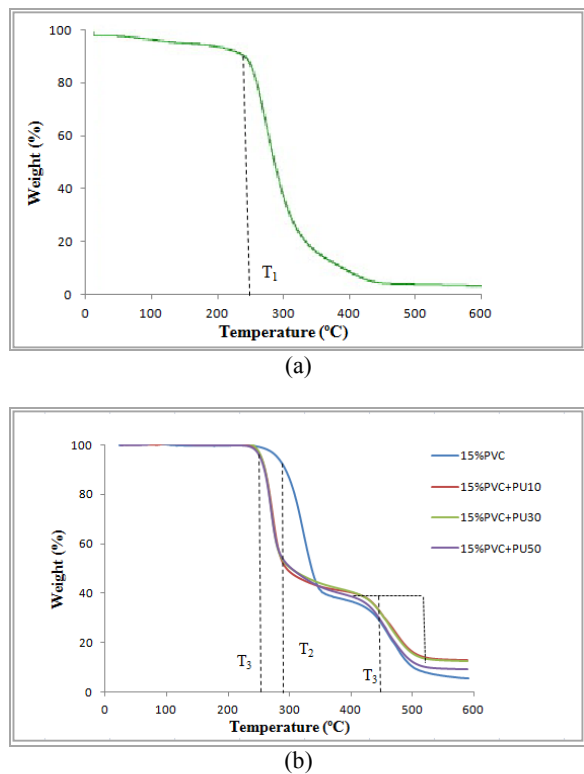 100
80
60
40
20
0
Weight (%)
T1
0 100 200 300 400 500 600
Temperature (ºC)
(a)
100
80
60
40
20
0
Weight (%)
15%PVC
15%PVC+PU10
15%PVC+PU30
15%PVC+PU50
T3 T2 T3
0 100 200 300 400 500 600
Temperature (ºC)
(b)